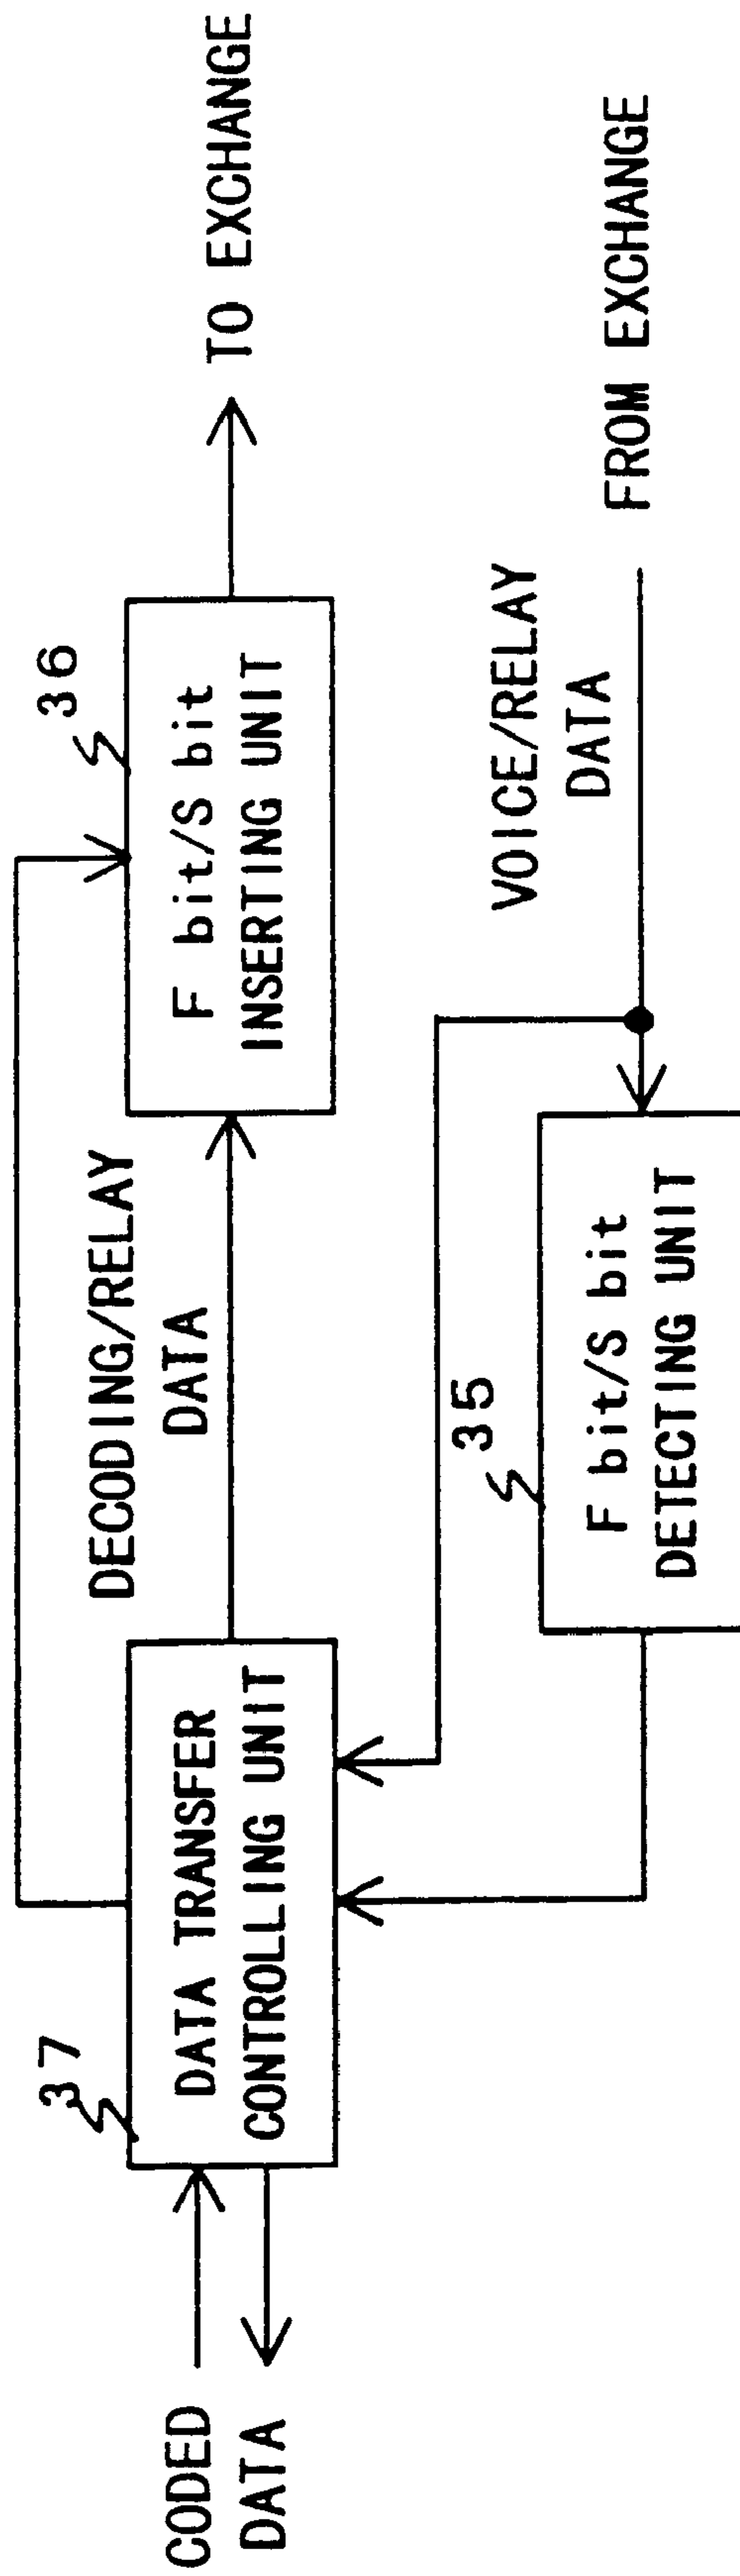 CODED
DATA
37
DATA TRANSFER
CONTROLLING UNIT
DECODING/RELAY
DATA
36
F bit/S bit
INSERTING UNIT
TO EXCHANGE
35
F bit/S bit
DETECTING UNIT
VOICE/RELAY
DATA
FROM EXCHANGE